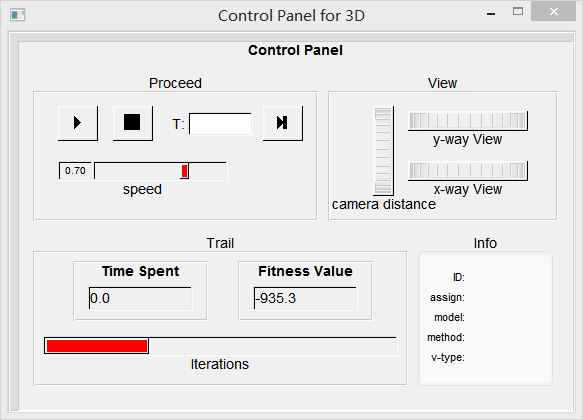 Control Panel for 3D
Control Panel
Proceed
View
T:
0.70
speed
y-way View
x-way View
camera distance
Trail
Info
Time Spent
Fitness Value
0.0
-935.3
Iterations
ID:
assign:
model:
method:
v-type: